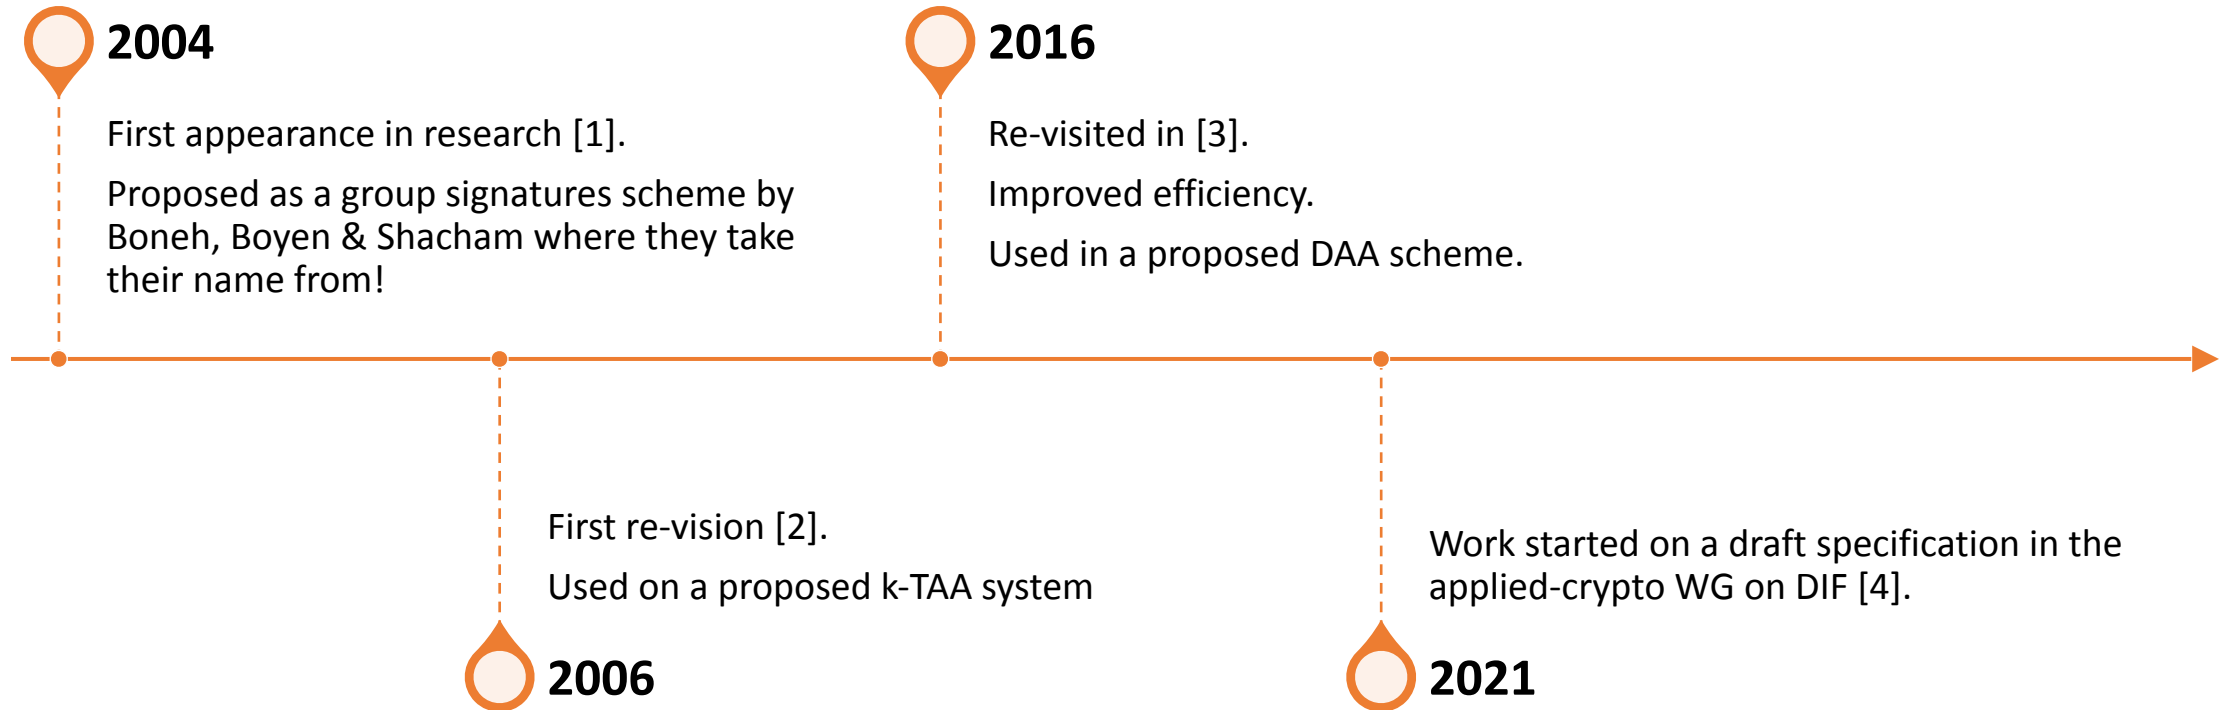 2004
First appearance in research [1].
Proposed as a group signatures scheme by
Boneh, Boyen & Shacham where they take
their name from!
2016
Re-visited in [3].
Improved efficiency.
Used in a proposed DAA scheme.
First re-vision [2].
Used on a proposed k-TAA system
2006
Work started on a draft specification in the
applied-crypto WG on DIF [4].
2021